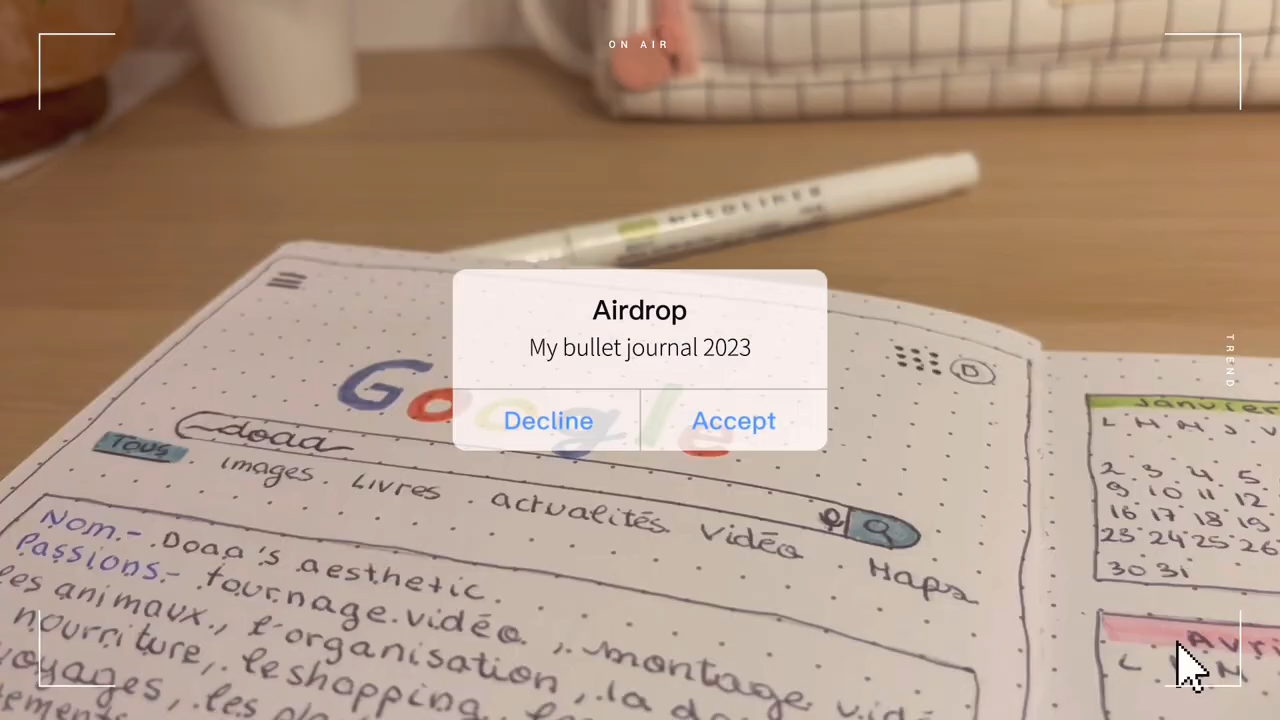 ON AIR
MILDLINER
Airdrop
My bullet journal 2023
Decline
Accept
TREND
Google
D
doaa
Tous
images
Livres
actualités
vidéo
Maps
Nom.- Doaa's aesthetic.
Passions.- tournage vidéo, montage
les animaux, l'organisation, la
nourriture, le shopping,
voyages, les
Janvier
L M M J V
2 3 4 5
9 10 11 12
16 17 18 19
23 24 25 26
30 31
Avri
L M M